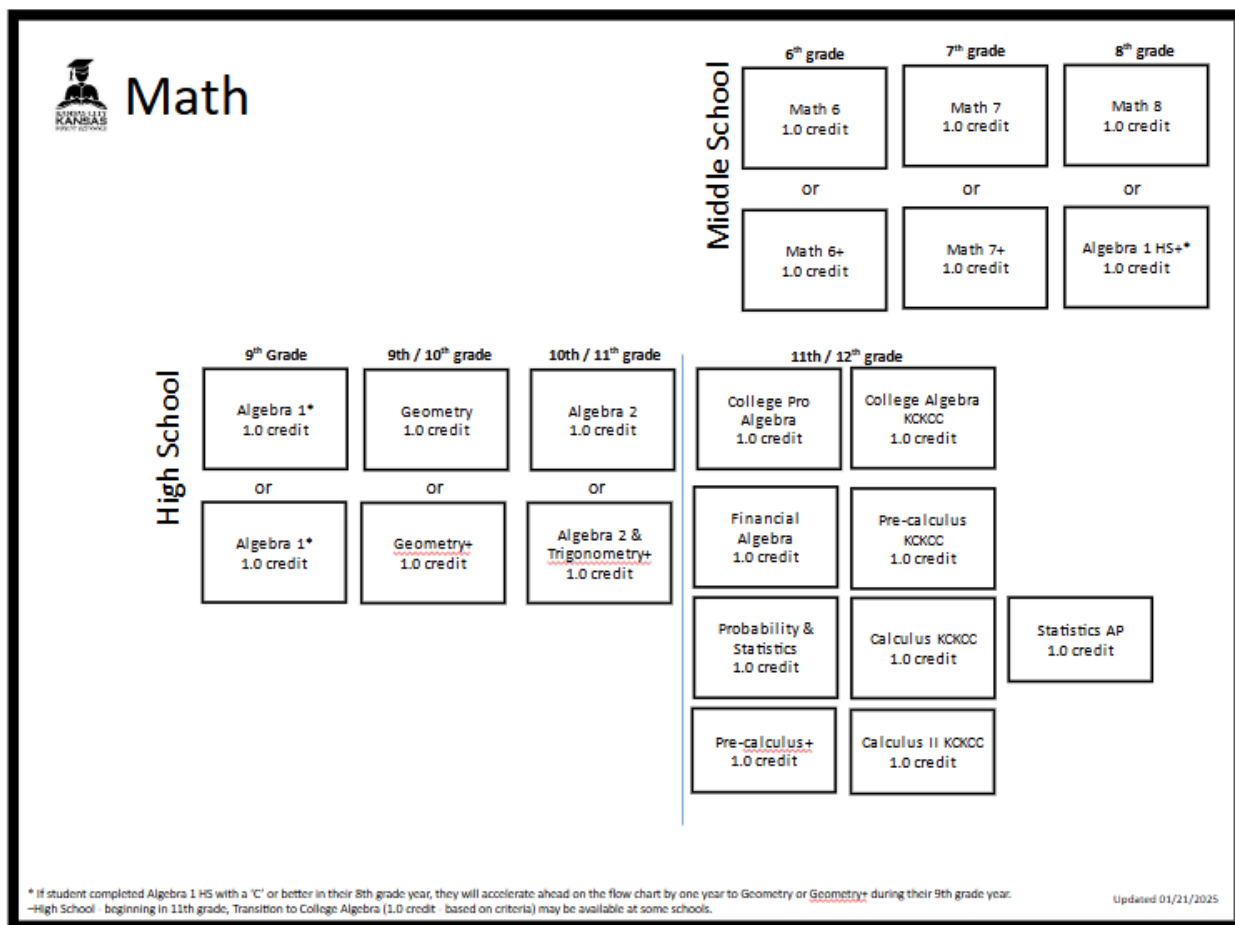 Math
KANSAS CITY
KANSAS
PUBLIC SCHOOLS
Middle School
6th grade
7th grade
8th grade
Math 6
1.0 credit
Math 7
1.0 credit
Math 8
1.0 credit
or
or
or
Math 6+
1.0 credit
Math 7+
1.0 credit
Algebra 1 HS+*
1.0 credit
High School
9th Grade
9th / 10th grade
10th / 11th grade
11th / 12th grade
Algebra 1*
1.0 credit
Geometry
1.0 credit
Algebra 2
1.0 credit
College Pro
Algebra
1.0 credit
College Algebra
KCKCC
1.0 credit
or
or
or
Algebra 1*
1.0 credit
Geometry+
1.0 credit
Algebra 2 &
Trigonometry+
1.0 credit
Financial
Algebra
1.0 credit
Pre-calculus
KCKCC
1.0 credit
Probability &
Statistics
1.0 credit
Calculus KCKCC
1.0 credit
Statistics AP
1.0 credit
Pre-calculus+
1.0 credit
Calculus II KCKCC
1.0 credit
* If student completed Algebra 1 HS with a 'C' or better in their 8th grade year, they will accelerate ahead on the flow chart by one year to Geometry or Geometry+ during their 9th grade year.
~High School - beginning in 11th grade, Transition to College Algebra (1.0 credit - based on criteria) may be available at some schools.
Updated 01/21/2025